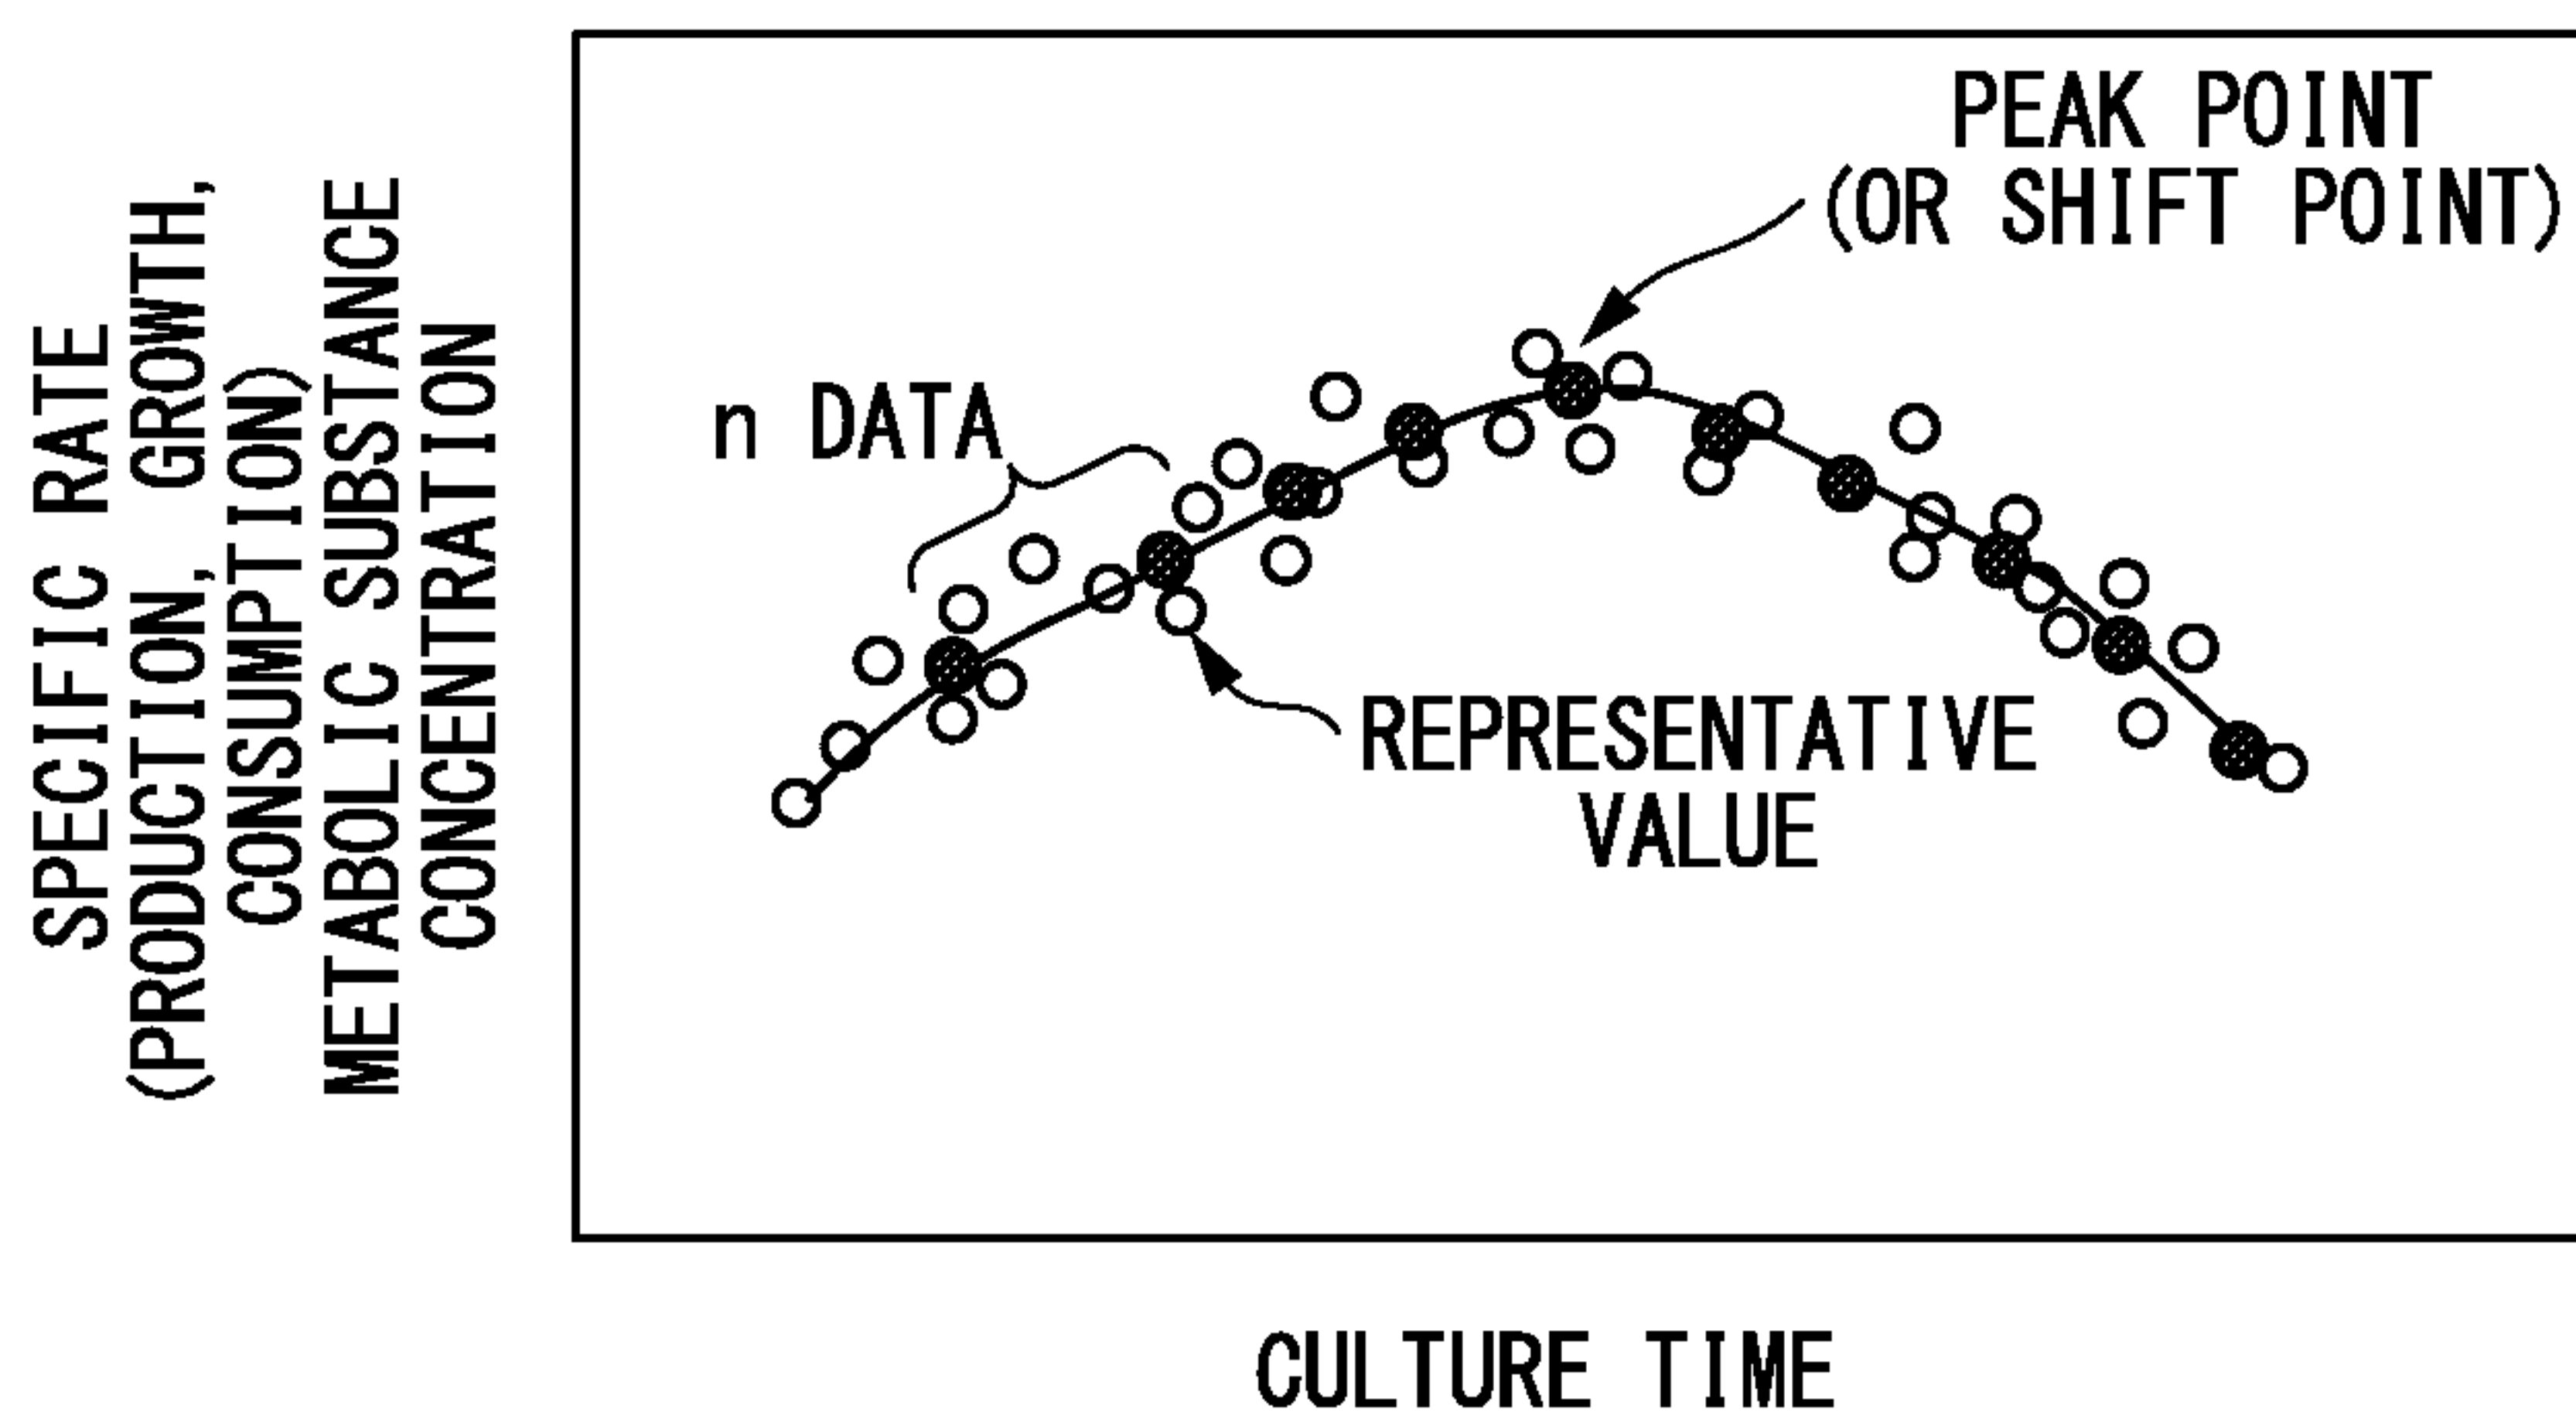 SPECIFIC RATE
(PRODUCTION, GROWTH,
CONSUMPTION)
METABOLIC SUBSTANCE
CONCENTRATION
PEAK POINT
(OR SHIFT POINT)
n DATA
REPRESENTATIVE
VALUE
CULTURE TIME